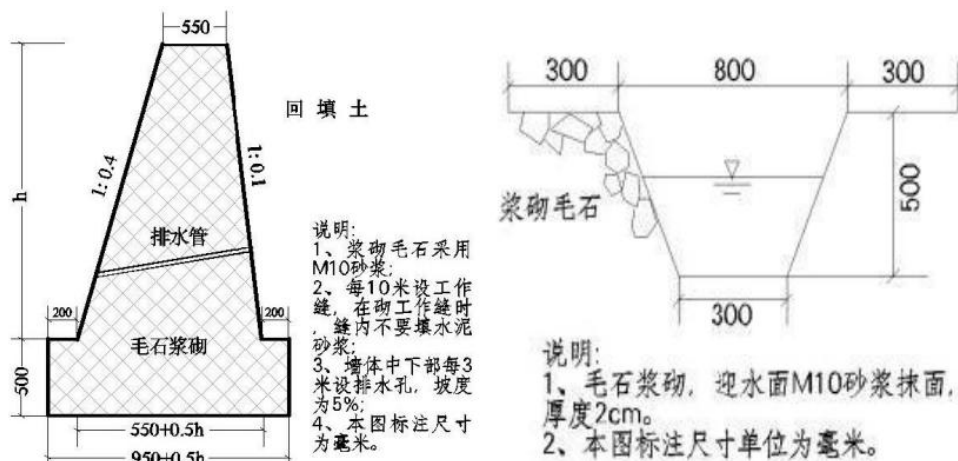 550
回填土
1:0.4
1:0.1
h
排水管
200
200
毛石浆砌
500
550+0.5h
950+0.5h
说明:
1、浆砌毛石采用
M10砂浆;
2、每10米设工作
缝，在砌工作缝时
，缝内不要填水泥
砂浆;
3、墙体中下部每3
米设排水孔，坡度
为5%;
4、本图标注尺寸
为毫米。
300
800
300
浆砌毛石
500
300
说明:
1、毛石浆砌，迎水面M10砂浆抹面，
厚度2cm。
2、本图标注尺寸单位为毫米。